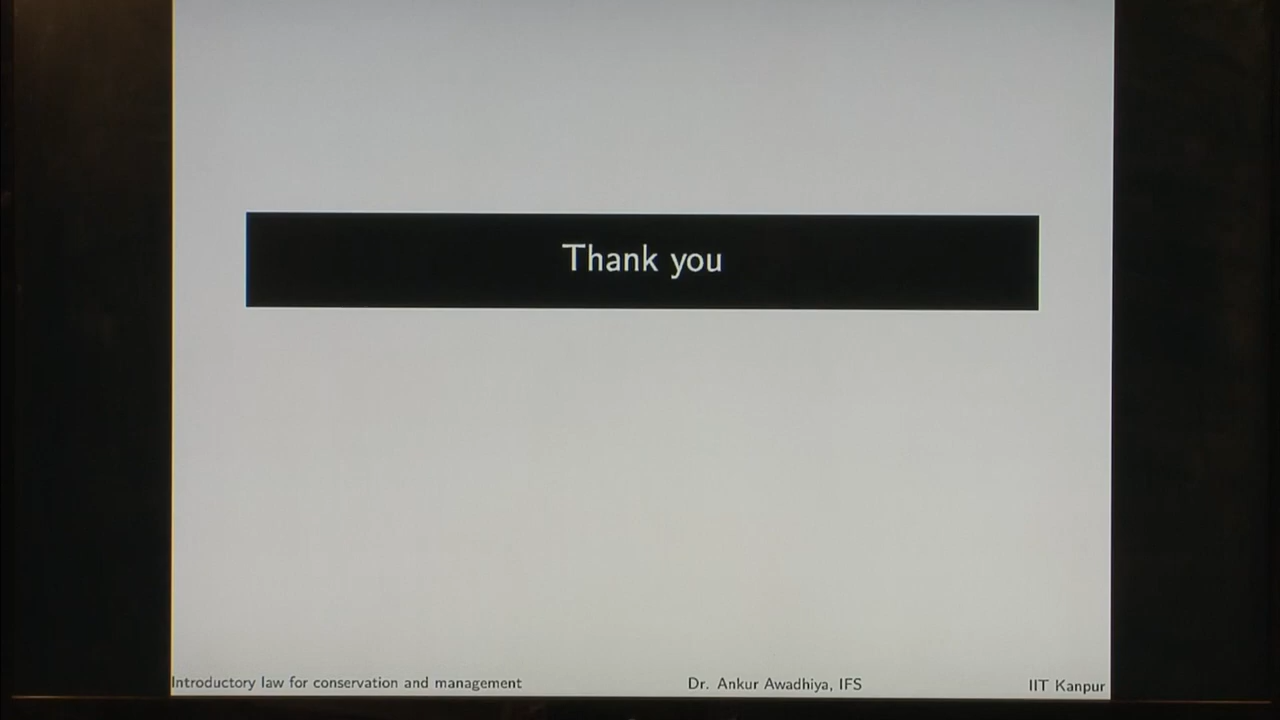 Thank you
Introductory law for conservation and management Dr. Ankur Awadhiya, IFS IIT Kanpur